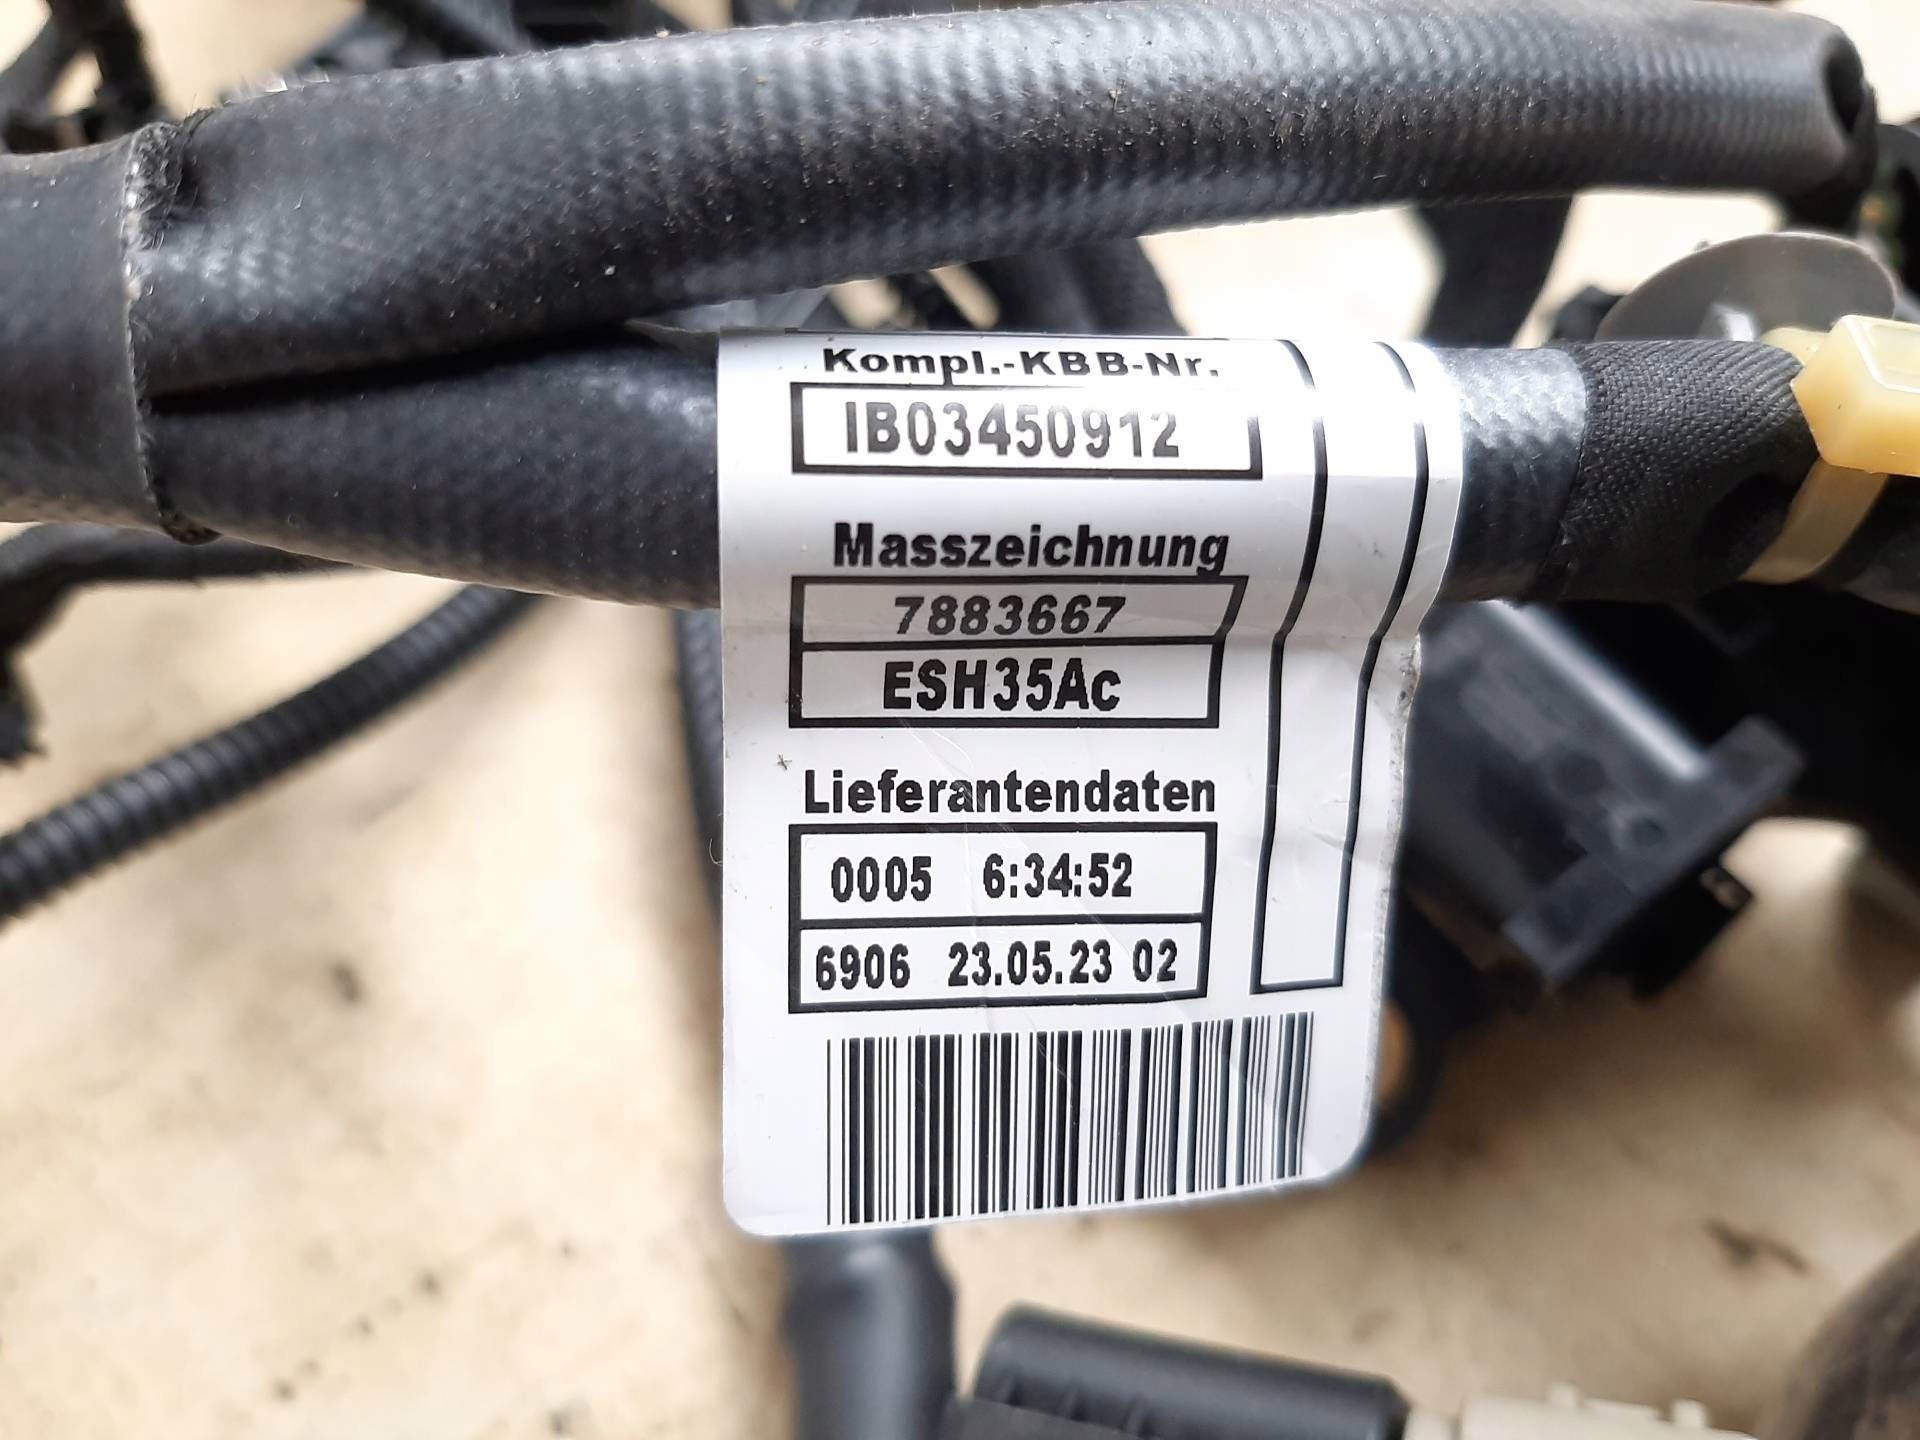 Kompl.-KBB-Nr.
IB03450912
Masszeichnung
7883667
ESH35Ac
Lieferantendaten
0005 6:34:52
6906 23.05.23 02